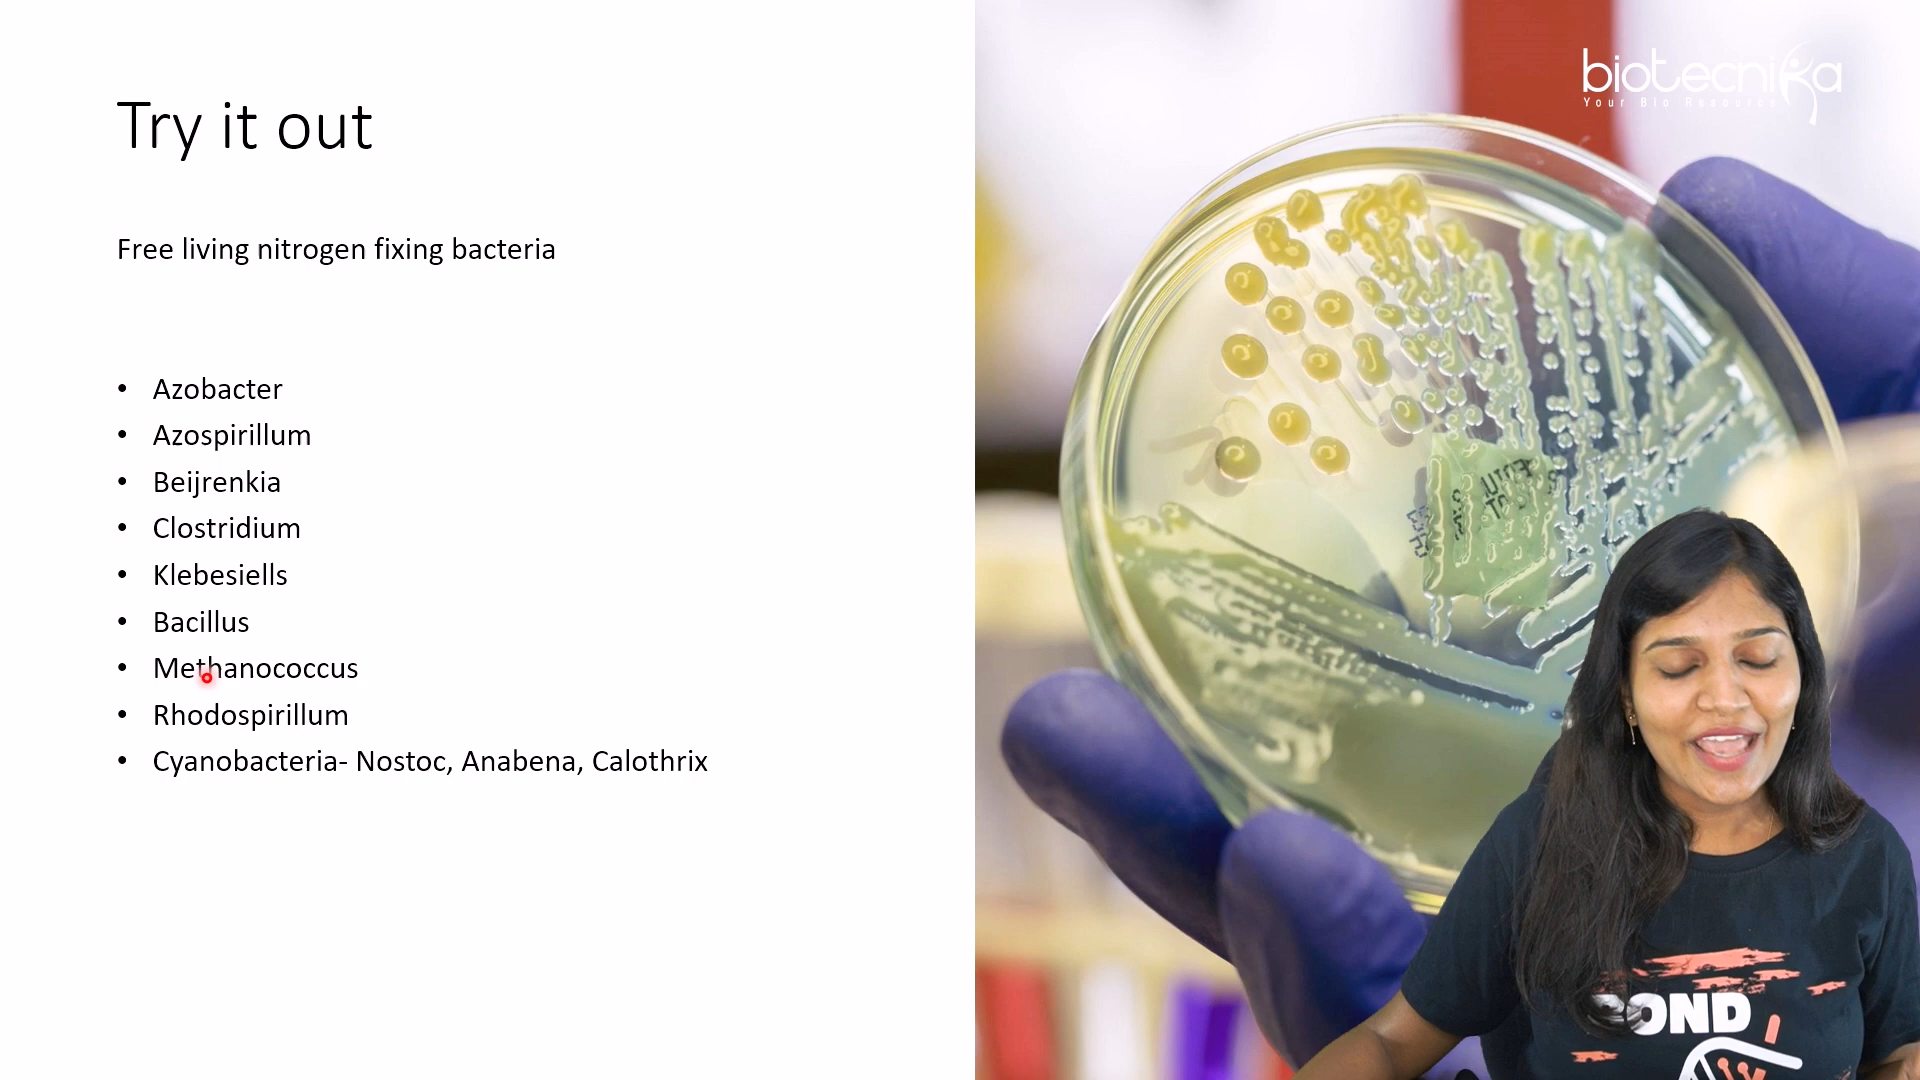 Try it out
Free living nitrogen fixing bacteria
• Azobacter
• Azospirillum
• Beijrenkia
• Clostridium
• Klebesiells
• Bacillus
• Methanococcus
• Rhodospirillum
• Cyanobacteria- Nostoc, Anabena, Calothrix
biotecnika
Your Bio Resource
OND